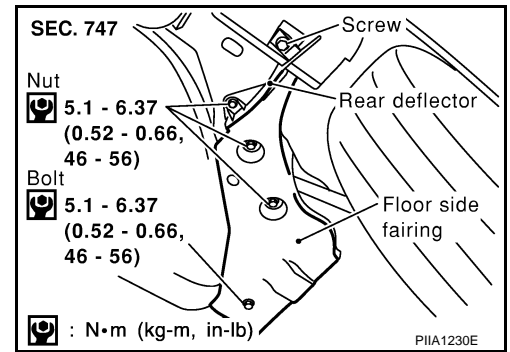 SEC. 747
Screw
Nut
5.1 - 6.37
(0.52 - 0.66,
46 - 56)
Rear deflector
Bolt
5.1 - 6.37
(0.52 - 0.66,
46 - 56)
Floor side
fairing
: N•m (kg-m, in-lb)
PIIA1230E